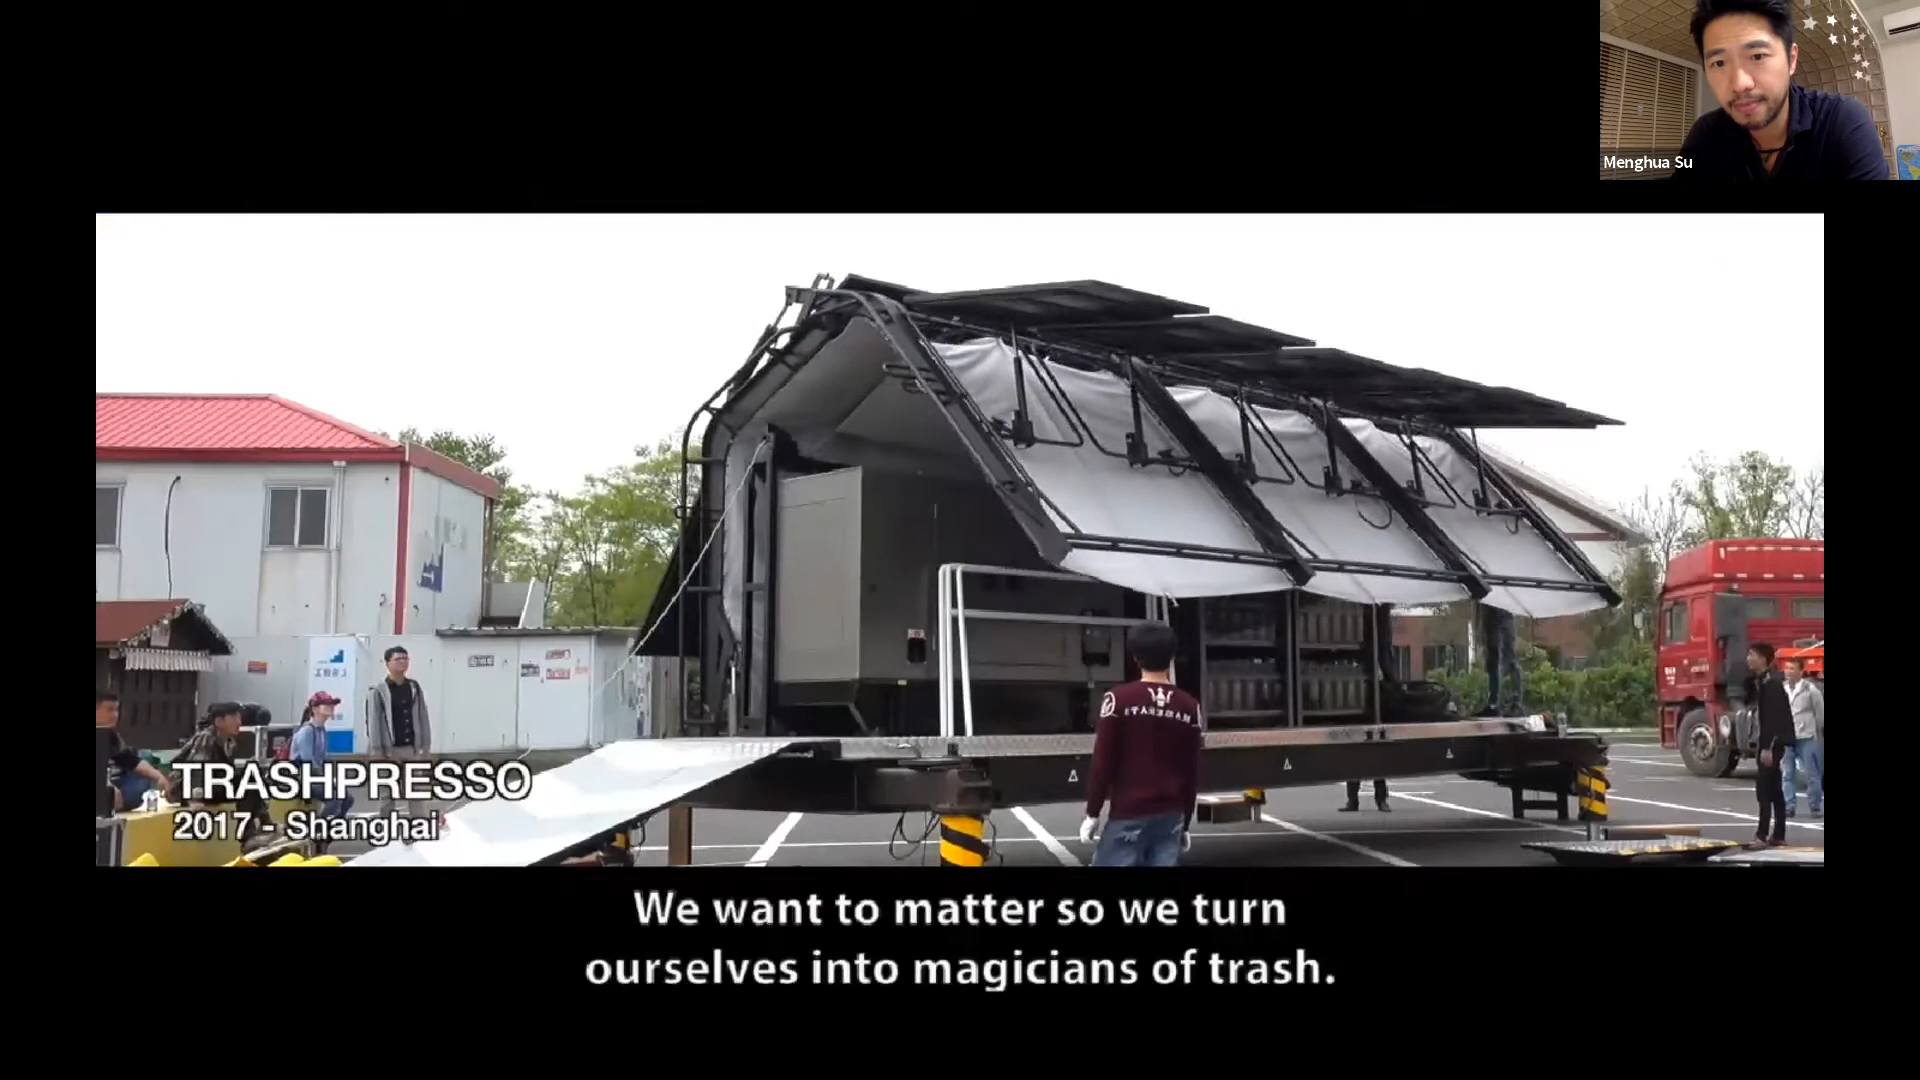 Menghua Su
TRASHPRESSO
2017 - Shanghai
We want to matter so we turn
ourselves into magicians of trash.